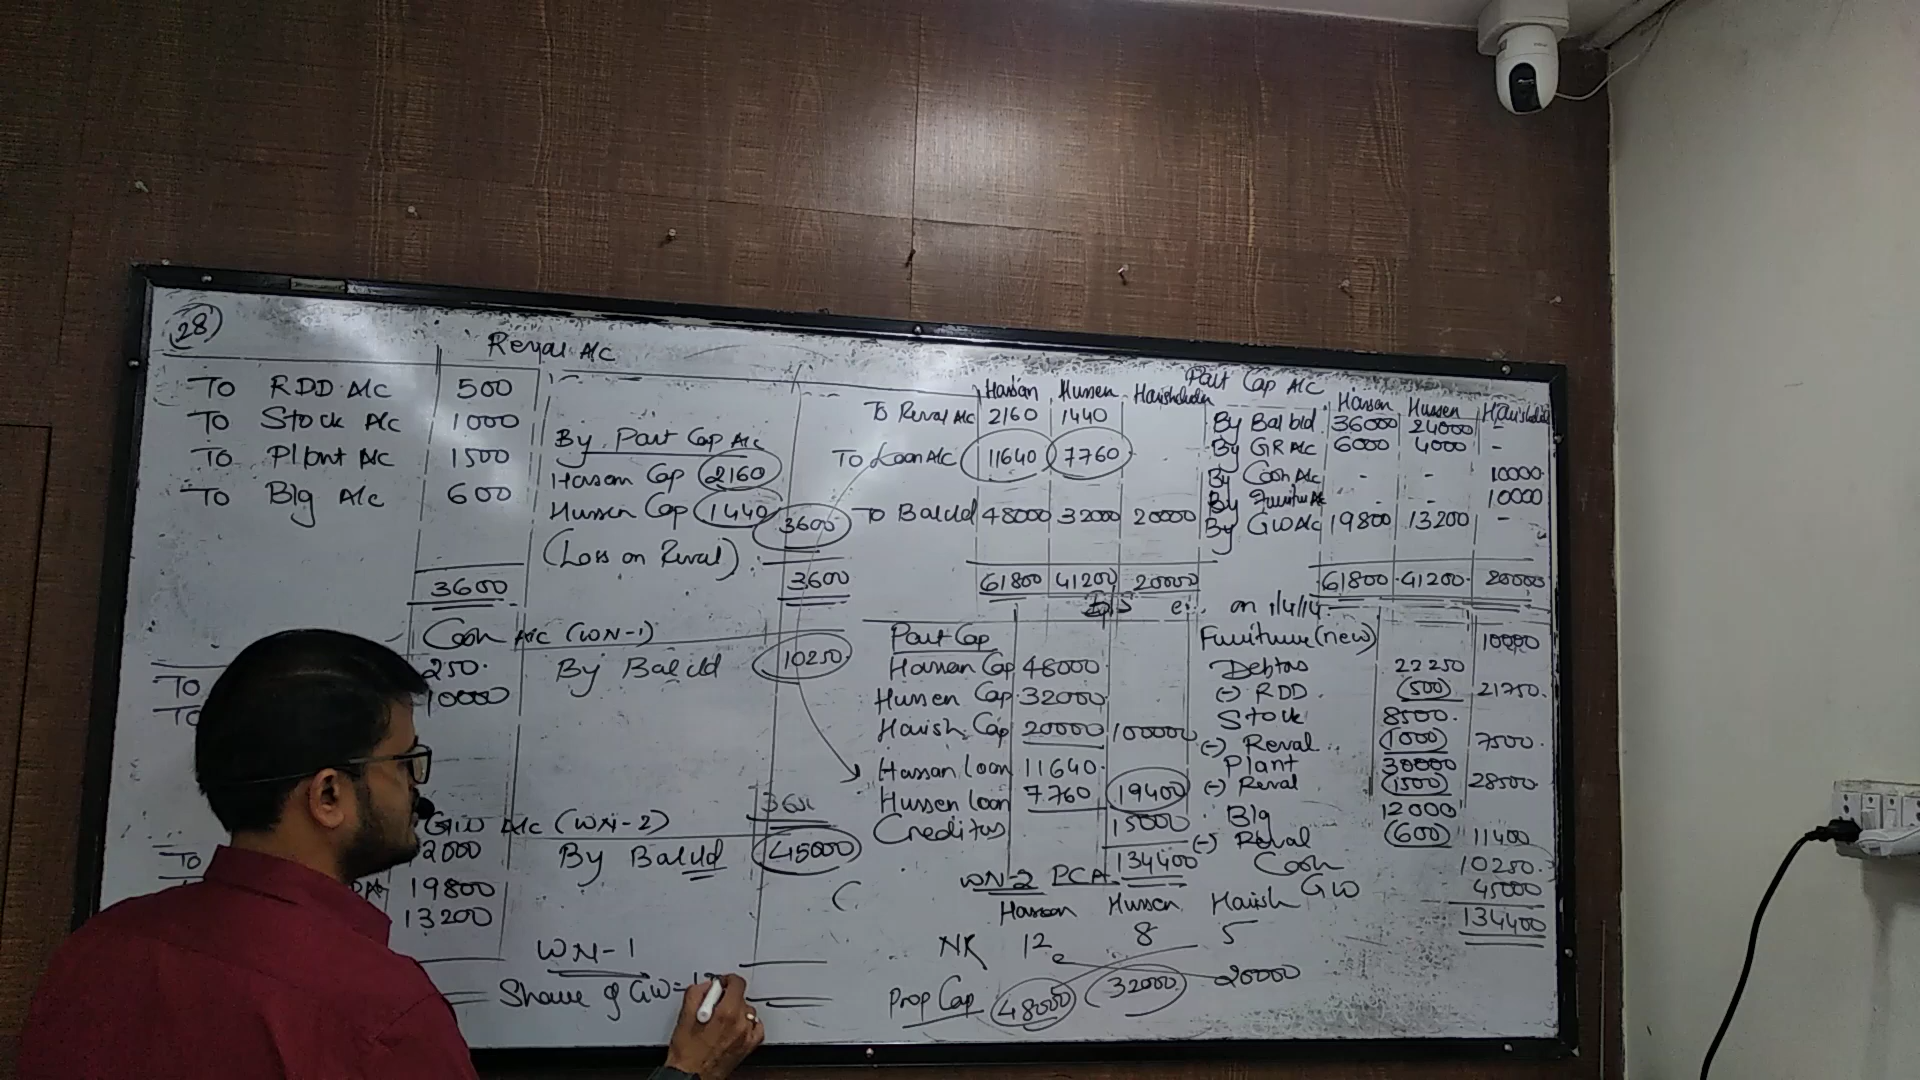 28
Reval A/c
To RDD A/c 500
To Stock A/c 1000
To Plant A/c 1500
To Blg A/c 600
3600
By Part Cap A/c
Hasan Cap 2160
Hussen Cap 1440 3600
(Loss on Reval)
3600
Cash A/c (WN-1)
To 250
To 10000
By Bal c/d 10250
GW A/c (WN-2)
To 2000
19800
13200
By Bal c/d 45000
WN-1
Share of GW =
Part Cap A/c
Hassan Hussen
To Reval A/c 2160 1440
To Loan A/c 11640 7760
To Bal c/d 48000 32000 20000
61800 41200 20000
Hassan Hussen
By Bal b/d 36000 24000 -
By GR A/c 6000 4000 -
By Cash A/c - - 10000
By Furniture A/c - - 10000
By GW A/c 19800 13200 -
61800 41200 20000
on 1/4/14
Part Cap
Hassan Cap 48000
Hussen Cap 32000
Harish Cap 20000 100000
Hassan loan 11640
Hussen loan 7760 19400
Creditors 15000
134400
Furniture (new) 10000
Debtors 22250
(-) RDD (500) 21750
Stock 8500
(-) Reval (1000) 7500
Plant 30000
(-) Reval (1500) 28500
Blg 12000
(-) Reval (600) 11400
Cash 10250
GW 45000
134400
WN-2 PCA
Hassan Hussen Harish
NR 12 8 5
Prop Cap 48000 32000 20000